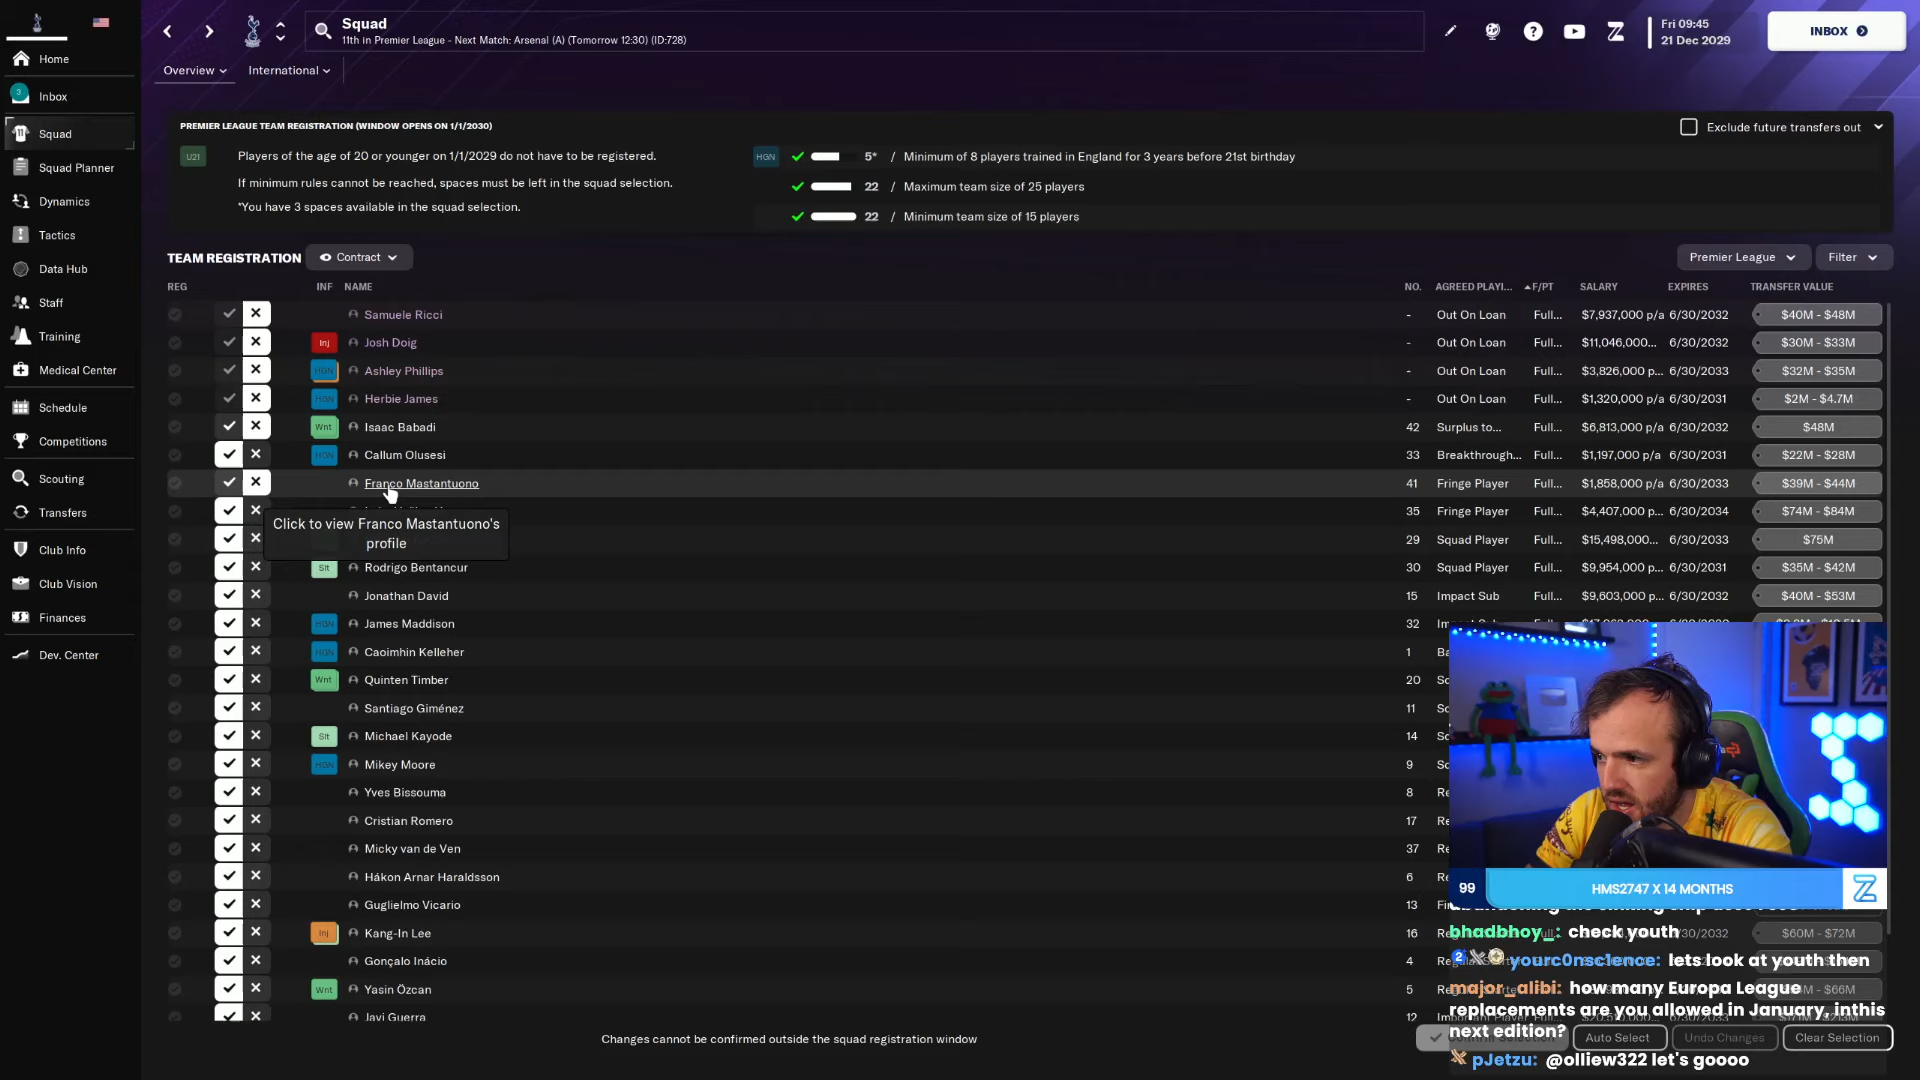 Squad
11th in Premier League - Next Match: Arsenal (A) (Tomorrow 12:30) (ID:728)
Fri 09:45
21 Dec 2029
INBOX
Home
3
Inbox
Squad
Squad Planner
Dynamics
Tactics
Data Hub
Staff
Training
Medical Center
Schedule
Competitions
Scouting
Transfers
Club Info
Club Vision
Finances
Dev. Center
Overview
International
PREMIER LEAGUE TEAM REGISTRATION (WINDOW OPENS ON 1/1/2030)
Exclude future transfers out
U21
Players of the age of 20 or younger on 1/1/2029 do not have to be registered.
If minimum rules cannot be reached, spaces must be left in the squad selection.
*You have 3 spaces available in the squad selection.
HGN 5* / Minimum of 8 players trained in England for 3 years before 21st birthday
22 / Maximum team size of 25 players
22 / Minimum team size of 15 players
TEAM REGISTRATION Contract
Premier League Filter
REG INF NAME NO. AGREED PLAYI... F/PT SALARY EXPIRES TRANSFER VALUE
Samuele Ricci - Out On Loan Full... $7,937,000 p/a 6/30/2032 $40M - $48M
Inj Josh Doig - Out On Loan Full... $11,046,000... 6/30/2032 $30M - $33M
HGN Ashley Phillips - Out On Loan Full... $3,826,000 p... 6/30/2033 $32M - $35M
HGN Herbie James - Out On Loan Full... $1,320,000 p/a 6/30/2031 $2M - $4.7M
Wnt Isaac Babadi 42 Surplus to... Full... $6,813,000 p/a 6/30/2032 $48M
HGN Callum Olusesi 33 Breakthrough... Full... $1,197,000 p/a 6/30/2031 $22M - $28M
Franco Mastantuono 41 Fringe Player Full... $1,858,000 p/a 6/30/2033 $39M - $44M
35 Fringe Player Full... $4,407,000 p/a 6/30/2034 $74M - $84M
Click to view Franco Mastantuono's
profile
29 Squad Player Full... $15,498,000... 6/30/2033 $75M
Slt Rodrigo Bentancur 30 Squad Player Full... $9,954,000 p... 6/30/2031 $35M - $42M
Jonathan David 15 Impact Sub Full... $9,603,000 p... 6/30/2032 $40M - $53M
HGN James Maddison 32
HGN Caoimhin Kelleher 1
Wnt Quinten Timber 20
Santiago Giménez 11
Slt Michael Kayode 14
HGN Mikey Moore 9
Yves Bissouma 8
Cristian Romero 17
Micky van de Ven 37
Hákon Arnar Haraldsson 6
Guglielmo Vicario 13
Inj Kang-In Lee 16 $60M - $72M
Gonçalo Inácio 4
Wnt Yasin Özcan 5
Javi Guerra 12
99 HMS2747 X 14 MONTHS
bhadbhoy_: check youth
yourc0nsc1ence: lets look at youth then
major_alibi: how many Europa League
replacements are you allowed in January, inthis
next edition?
pJetzu: @olliew322 let's goooo
Changes cannot be confirmed outside the squad registration window
Auto Select
Undo Changes
Clear Selection